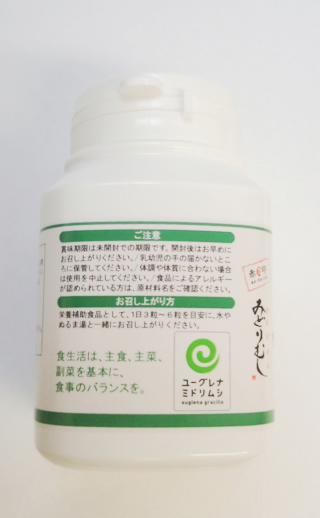 ご注意
賞味期限は未開封での期限です。開封後はお早めに
お召し上がりください。/乳幼児の手の届かないとこ
ろに保管してください。/体調や体質に合わない場合
は使用を中止してください。/食品によるアレルギー
が認められている方は、原材料名をご確認ください。
お召し上がり方
栄養補助食品として、1日3粒〜6粒を目安に、水や
ぬるま湯と一緒にお召し上がりください。
食生活は、主食、主菜、
副菜を基本に、
食事のバランスを。
ユーグレナ
ミドリムシ
euglena gracilis
みどりむし